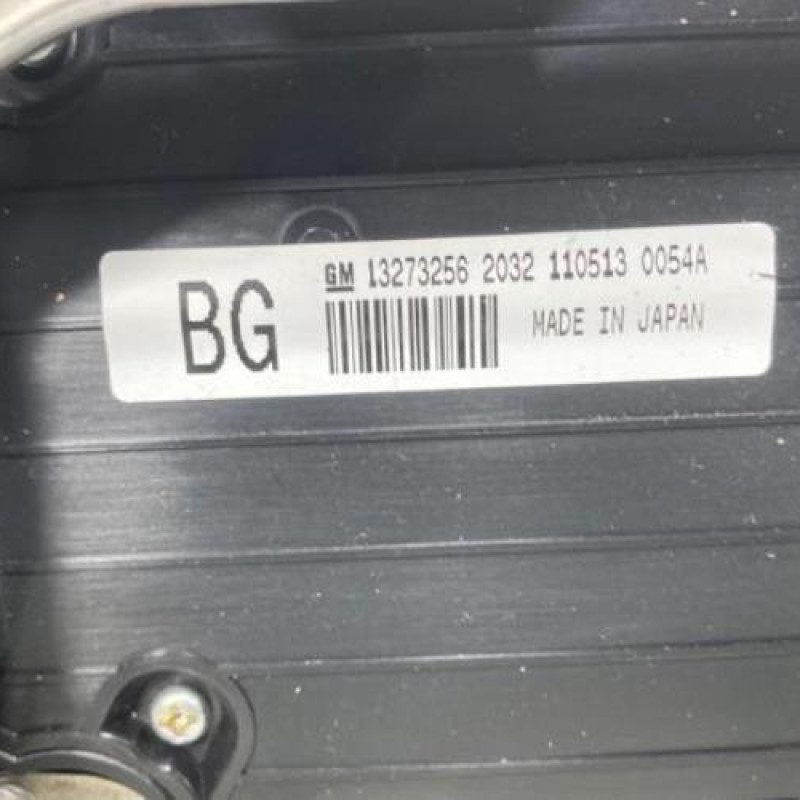 GM 13273256 2032 110513 0054A
BG
MADE IN JAPAN